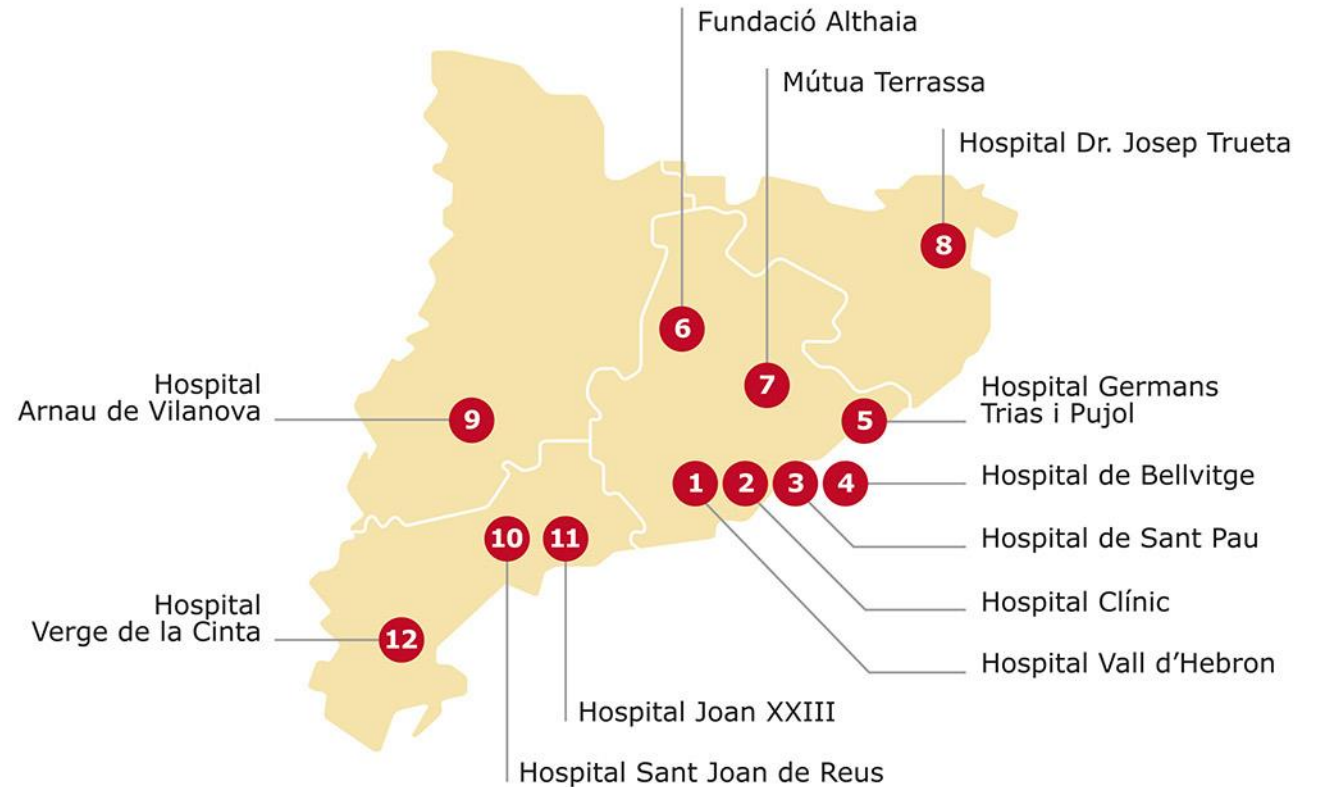 Fundació Althaia
Mútua Terrassa
Hospital Dr. Josep Trueta
8
6
7
Hospital
Arnau de Vilanova
9
5
Hospital Germans
Trias i Pujol
1
2
3
4
Hospital de Bellvitge
10
11
Hospital de Sant Pau
Hospital Clínic
Hospital
Verge de la Cinta
12
Hospital Vall d’Hebron
Hospital Joan XXIII
Hospital Sant Joan de Reus